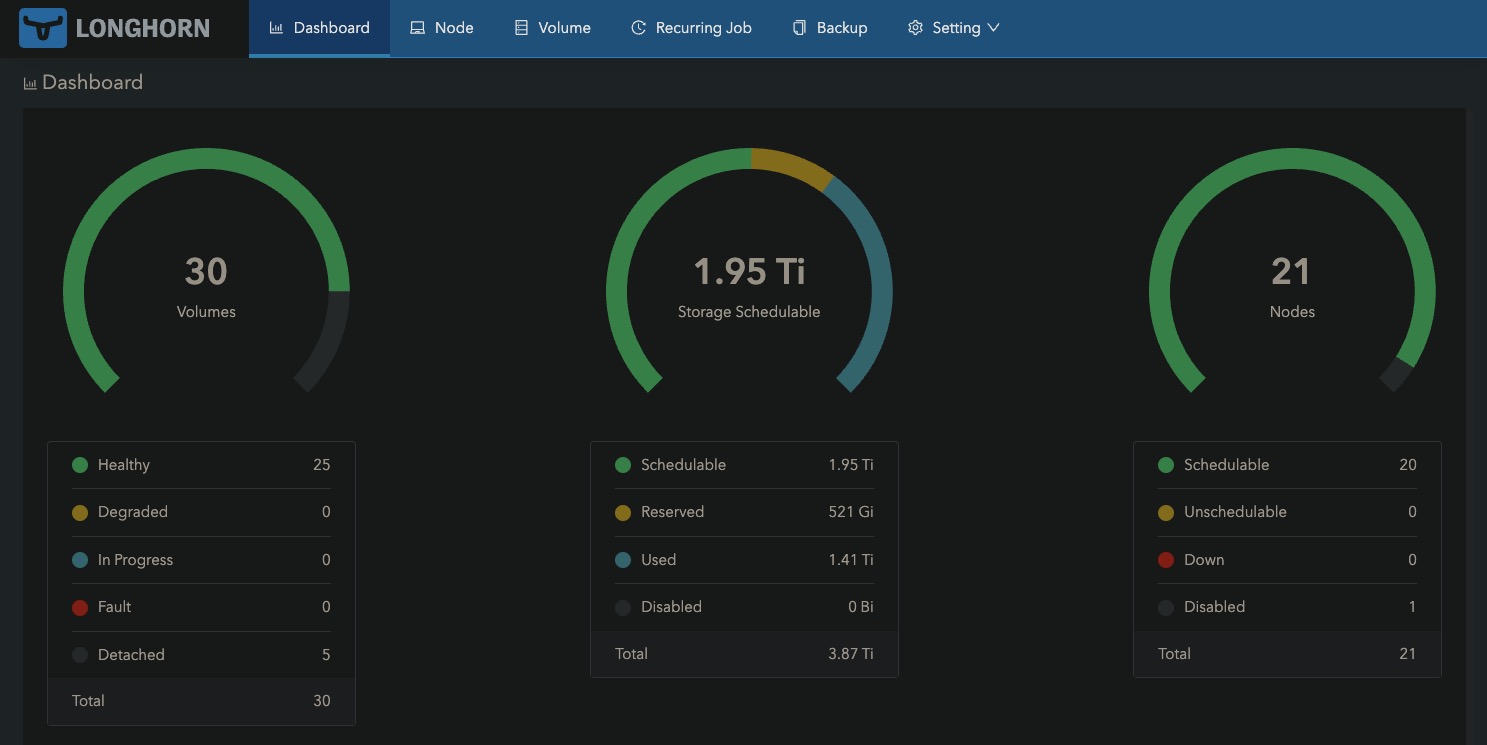 LONGHORN
Dashboard
Node
Volume
Recurring Job
Backup
Setting
Dashboard
30
Volumes
1.95 Ti
Storage Schedulable
21
Nodes
Healthy 25
Degraded 0
In Progress 0
Fault 0
Detached 5
Total 30
Schedulable 1.95 Ti
Reserved 521 Gi
Used 1.41 Ti
Disabled 0 Bi
Total 3.87 Ti
Schedulable 20
Unschedulable 0
Down 0
Disabled 1
Total 21